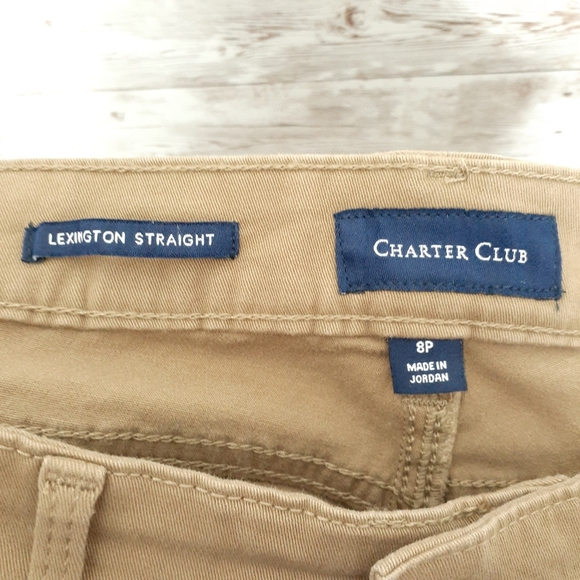 LEXINGTON STRAIGHT
CHARTER CLUB
8P
MADE IN
JORDAN